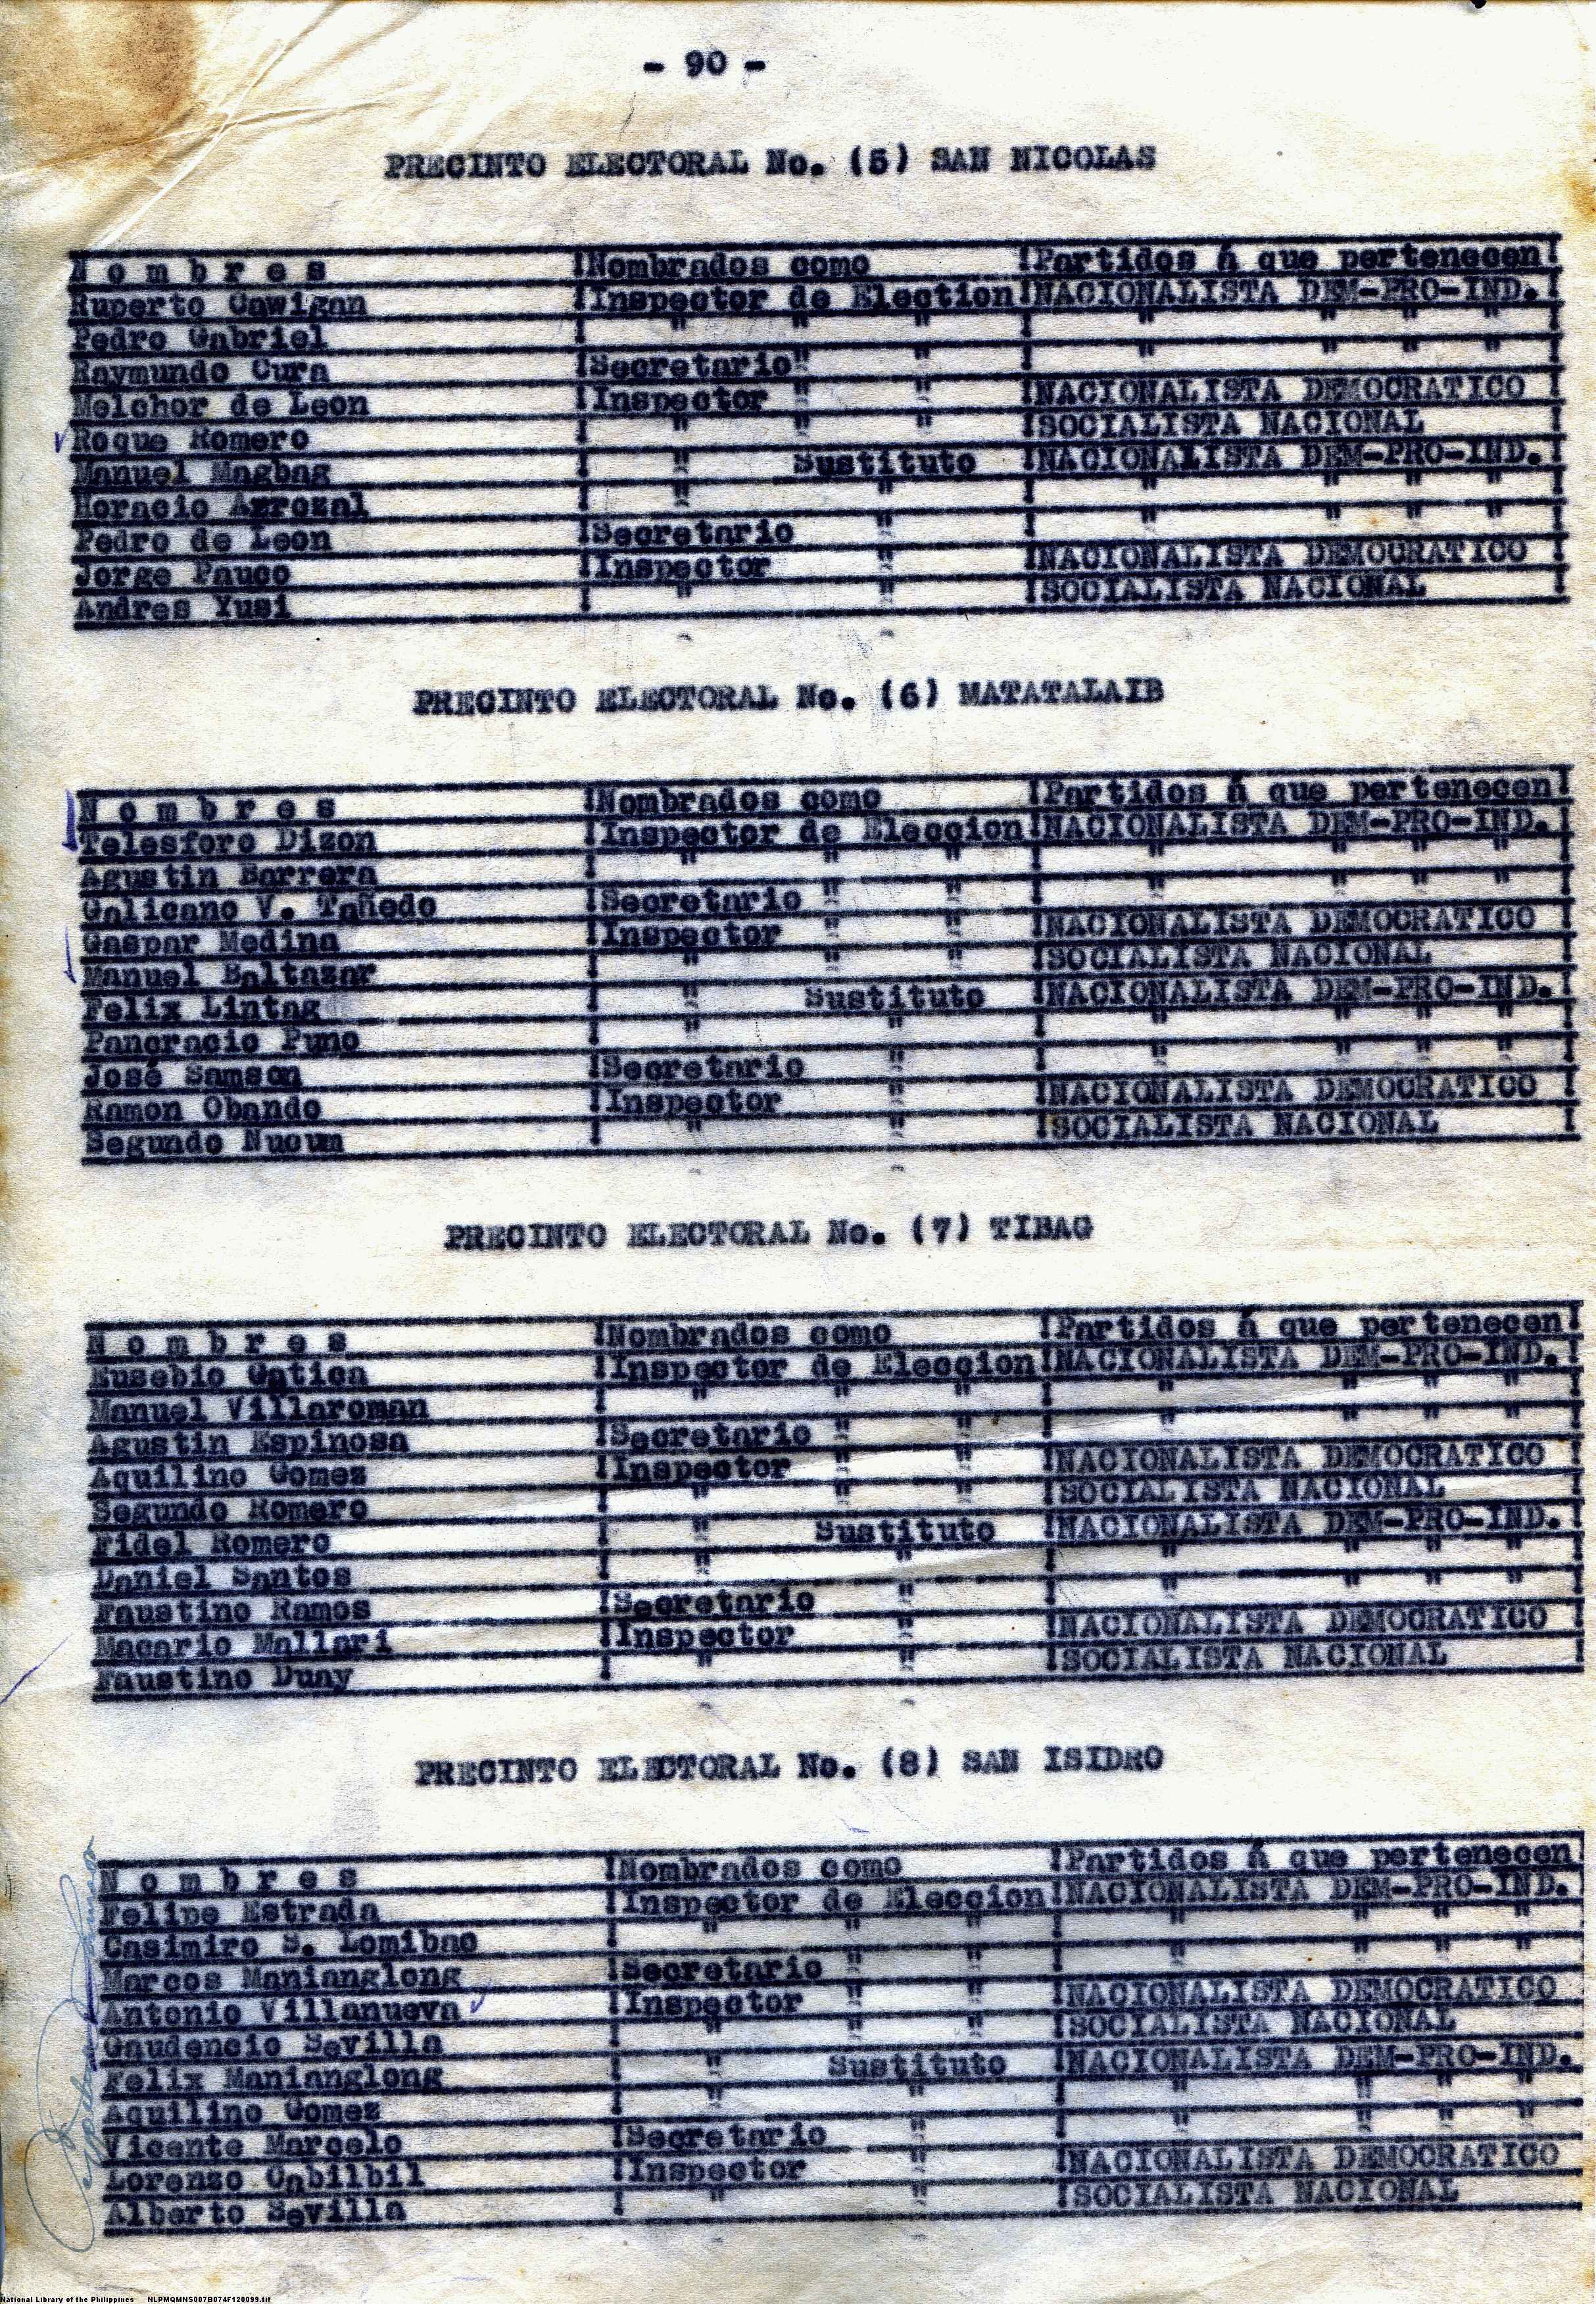 - 90 -
PRECINTO ELECTORAL No. (5) SAN NICOLAS
N o m b r e s !Nombrados como !Partidos á que pertenecen!
Ruperto Cawigan !Inspector de Election!NACIONALISTA DEM-PRO-IND.!
Pedro Gabriel ! " " " ! " " " " !
Raymundo Cura !Secretario" " ! " " " " !
Melchor de Leon !Inspector " " !NACIONALISTA DEMOCRATICO !
Roque Romero ! " " " !SOCIALISTA NACIONAL !
Manuel Magbag ! " Sustituto !NACIONALISTA DEM-PRO-IND.!
Horacio Arrozal ! " " ! " " " " !
Pedro de Leon !Secretario " ! " " " " !
Jorge Pauco !Inspector " !NACIONALISTA DEMOCRATICO !
Andres Yusi ! " " !SOCIALISTA NACIONAL !
PRECINTO ELECTORAL No. (6) MATATALAIB
N o m b r e s !Nombrados como !Partidos á que pertenecen!
Telesforo Dizon !Inspector de Eleccion!NACIONALISTA DEM-PRO-IND.!
Agustin Barrera ! " " " ! " " " " !
Galicano V. Tañedo !Secretario " " ! " " " " !
Gaspar Medina !Inspector " " !NACIONALISTA DEMOCRATICO !
Manuel Baltazar ! " " " !SOCIALISTA NACIONAL !
Felix Lintag ! " Sustituto !NACIONALISTA DEM-PRO-IND.!
Pancracio Puno ! " " ! " " " " !
José Samson !Secretario " ! " " " " !
Ramon Obando !Inspector " !NACIONALISTA DEMOCRATICO !
Segundo Nucum ! " " !SOCIALISTA NACIONAL !
PRECINTO ELECTORAL No. (7) TIBAG
N o m b r e s !Nombrados como !Partidos á que pertenecen!
Eusebio Gatica !Inspector de Eleccion!NACIONALISTA DEM-PRO-IND.!
Manuel Villaroman ! " " " ! " " " " !
Agustin Espinosa !Secretario " " ! " " " " !
Aquilino Gomez !Inspector " " !NACIONALISTA DEMOCRATICO !
Segundo Romero ! " " " !SOCIALISTA NACIONAL !
Fidel Romero ! " Sustituto !NACIONALISTA DEM-PRO-IND.!
Daniel Santos ! " " ! " " " " !
Faustino Ramos !Secretario " ! " " " " !
Macario Mallari !Inspector " !NACIONALISTA DEMOCRATICO !
Faustino Duay ! " " !SOCIALISTA NACIONAL !
PRECINTO ELECTORAL No. (8) SAN ISIDRO
N o m b r e s !Nombrados como !Partidos á que pertenecen
Felipe Estrada !Inspector de Eleccion!NACIONALISTA DEM-PRO-IND.
Casimiro S. Lomibao ! " " " ! " " " "
Marcos Manianglong !Secretario " " ! " " " "
Antonio Villanueva !Inspector " " !NACIONALISTA DEMOCRATICO
Gaudencio Sevilla ! " " " !SOCIALISTA NACIONAL
Felix Manianglong ! " Sustituto !NACIONALISTA DEM-PRO-IND.
Aquilino Gomez ! " " ! " " " "
Vicente Marcelo !Secretario " ! " " " "
Lorenzo Cabilbil !Inspector " !NACIONALISTA DEMOCRATICO
Alberto Sevilla ! " " !SOCIALISTA NACIONAL
National Library of the Philippines NLPMQMNS007B074F120099.tif